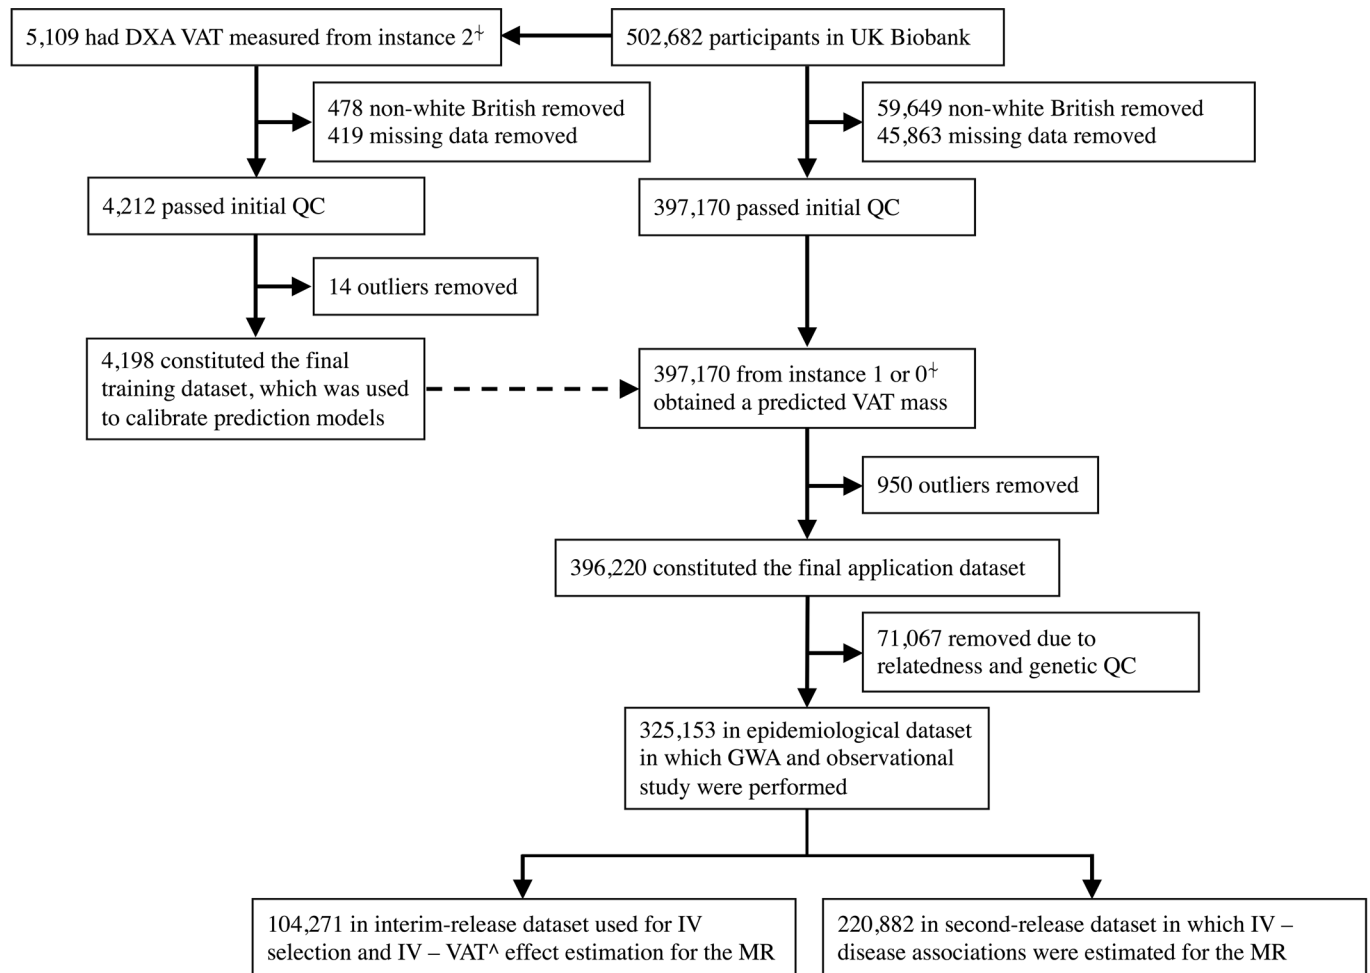 5,109 had DXA VAT measured from instance 2⍭
502,682 participants in UK Biobank
478 non-white British removed
419 missing data removed
59,649 non-white British removed
45,863 missing data removed
4,212 passed initial QC
397,170 passed initial QC
14 outliers removed
4,198 constituted the final
training dataset, which was used
to calibrate prediction models
397,170 from instance 1 or 0⍭
obtained a predicted VAT mass
950 outliers removed
396,220 constituted the final application dataset
71,067 removed due to
relatedness and genetic QC
325,153 in epidemiological dataset
in which GWA and observational
study were performed
104,271 in interim-release dataset used for IV
selection and IV – VAT^ effect estimation for the MR
220,882 in second-release dataset in which IV –
disease associations were estimated for the MR